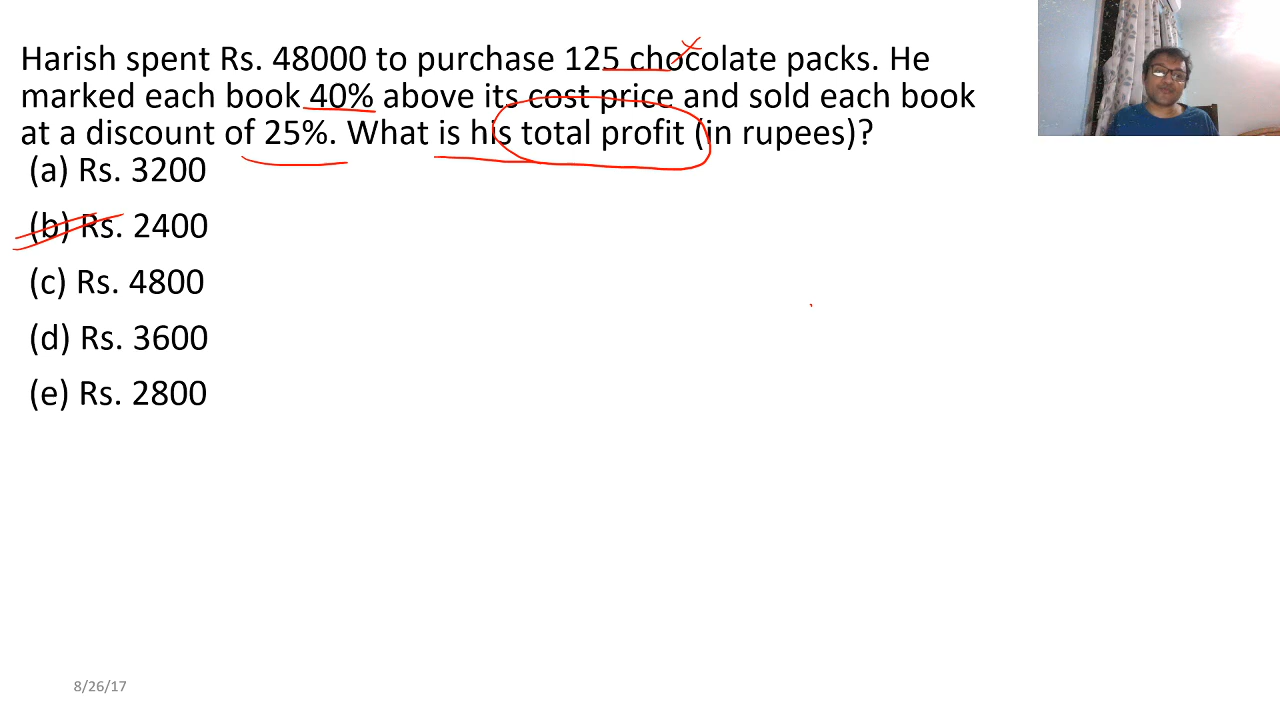 Harish spent Rs. 48000 to purchase 125 chocolate packs. He
marked each book 40% above its cost price and sold each book
at a discount of 25%. What is his total profit (in rupees)?
(a) Rs. 3200
(b) Rs. 2400
(c) Rs. 4800
(d) Rs. 3600
(e) Rs. 2800
8/26/17